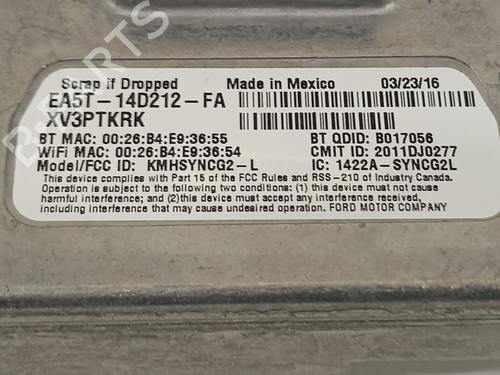 Scrap if Dropped Made in Mexico 03/23/16
EA5T-14D212-FA
XV3PTKRK
BT MAC: 00:26:B4:E9:36:55 BT QDID: B017056
WiFi MAC: 00:26:B4:E9:36:54 CMIT ID: 2011DJ0277
Model/FCC ID: KMHSYNCG2-L IC: 1422A-SYNCG2L
This device complies with Part 15 of the FCC Rules and RSS-210 of Industry Canada.
Operation is subject to the following two conditions: (1) this device may not cause
harmful interference; and (2)this device must accept any interference received,
including interference that may cause undesired operation. FORD MOTOR COMPANY